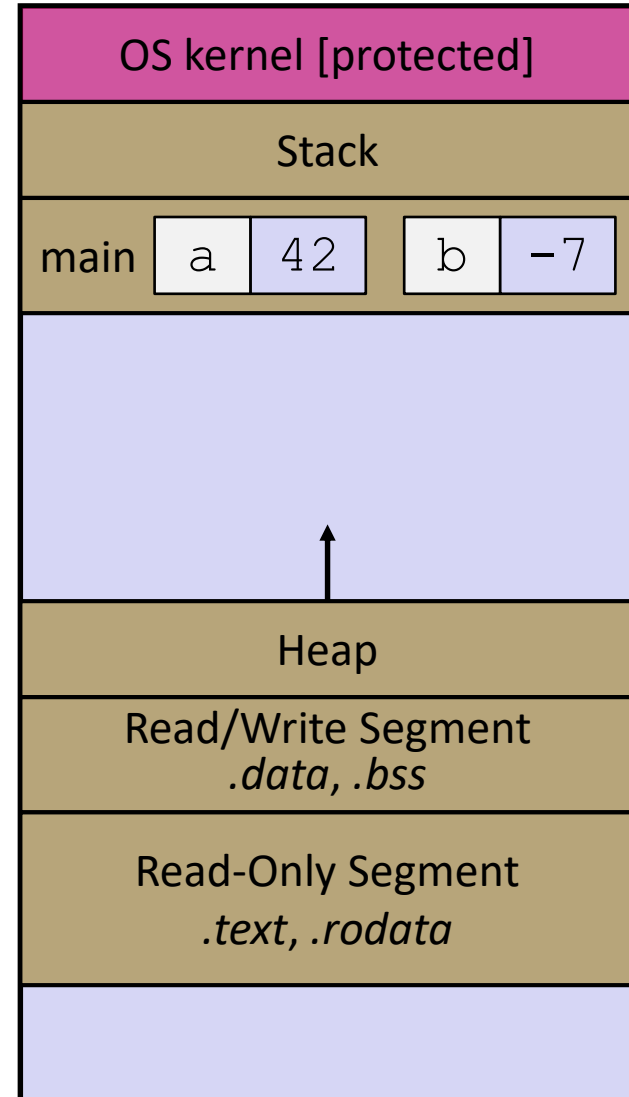 OS kernel [protected]
Stack
main a 42 b -7
Heap
Read/Write Segment
.data, .bss
Read-Only Segment
.text, .rodata